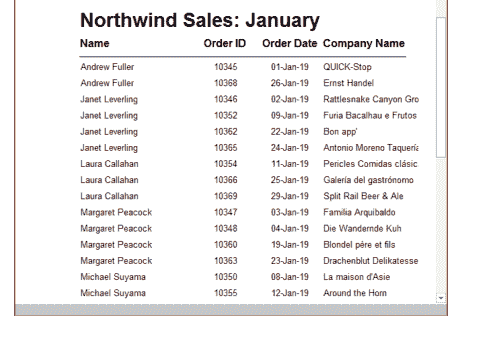 Northwind Sales: January
Name Order ID Order Date Company Name
Andrew Fuller 10345 01-Jan-19 QUICK-Stop
Andrew Fuller 10368 26-Jan-19 Ernst Handel
Janet Leverling 10346 02-Jan-19 Rattlesnake Canyon Gro
Janet Leverling 10352 09-Jan-19 Furia Bacalhau e Frutos
Janet Leverling 10362 22-Jan-19 Bon app'
Janet Leverling 10365 24-Jan-19 Antonio Moreno Taquería
Laura Callahan 10354 11-Jan-19 Pericles Comidas clásic
Laura Callahan 10366 25-Jan-19 Galería del gastrónomo
Laura Callahan 10369 29-Jan-19 Split Rail Beer & Ale
Margaret Peacock 10347 03-Jan-19 Familia Arquibaldo
Margaret Peacock 10348 04-Jan-19 Die Wandernde Kuh
Margaret Peacock 10360 19-Jan-19 Blondel père et fils
Margaret Peacock 10363 23-Jan-19 Drachenblut Delikatesse
Michael Suyama 10350 08-Jan-19 La maison d'Asie
Michael Suyama 10355 12-Jan-19 Around the Horn